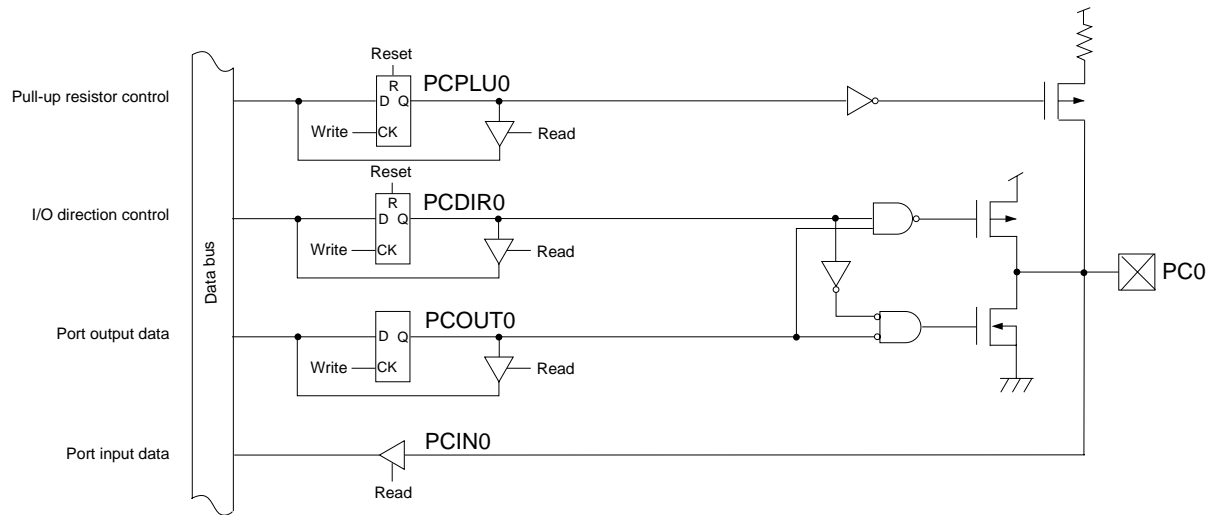 Reset
Pull-up resistor control
R
PCPLU0
D Q
Write
CK
Read
Reset
I/O direction control
R
PCDIR0
D Q
Write
CK
Read
Data bus
PC0
Port output data
PCOUT0
D Q
Write
CK
Read
Port input data
PCIN0
Read